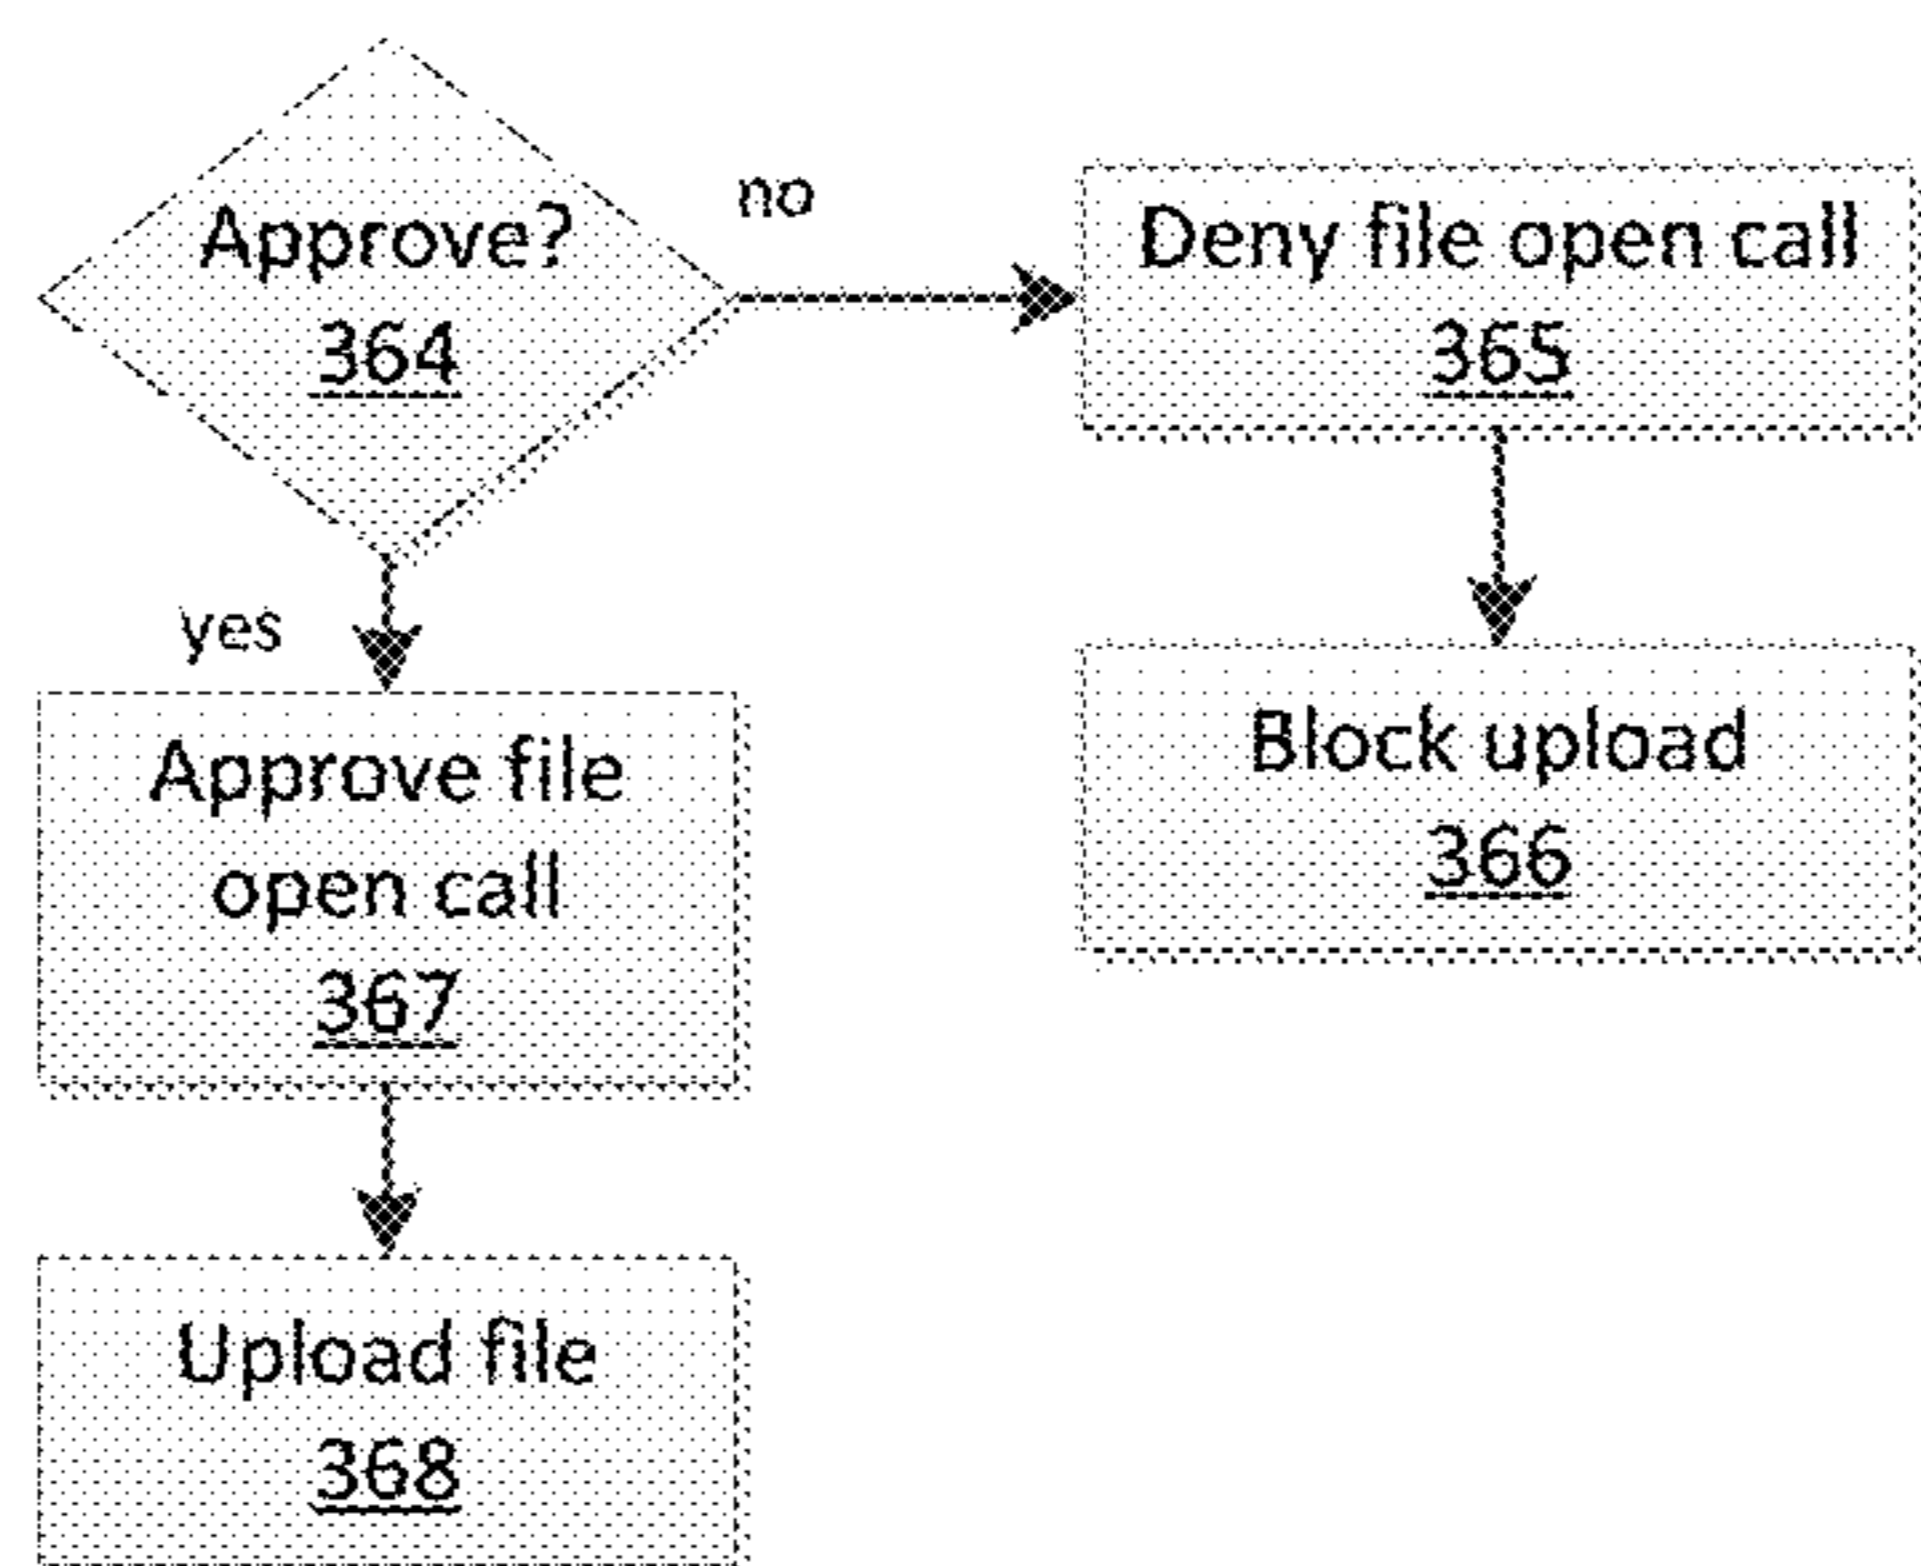 Approve?
364
no
Deny file open call
365
yes
Approve file
open call
367
Block upload
366
Upload file
368